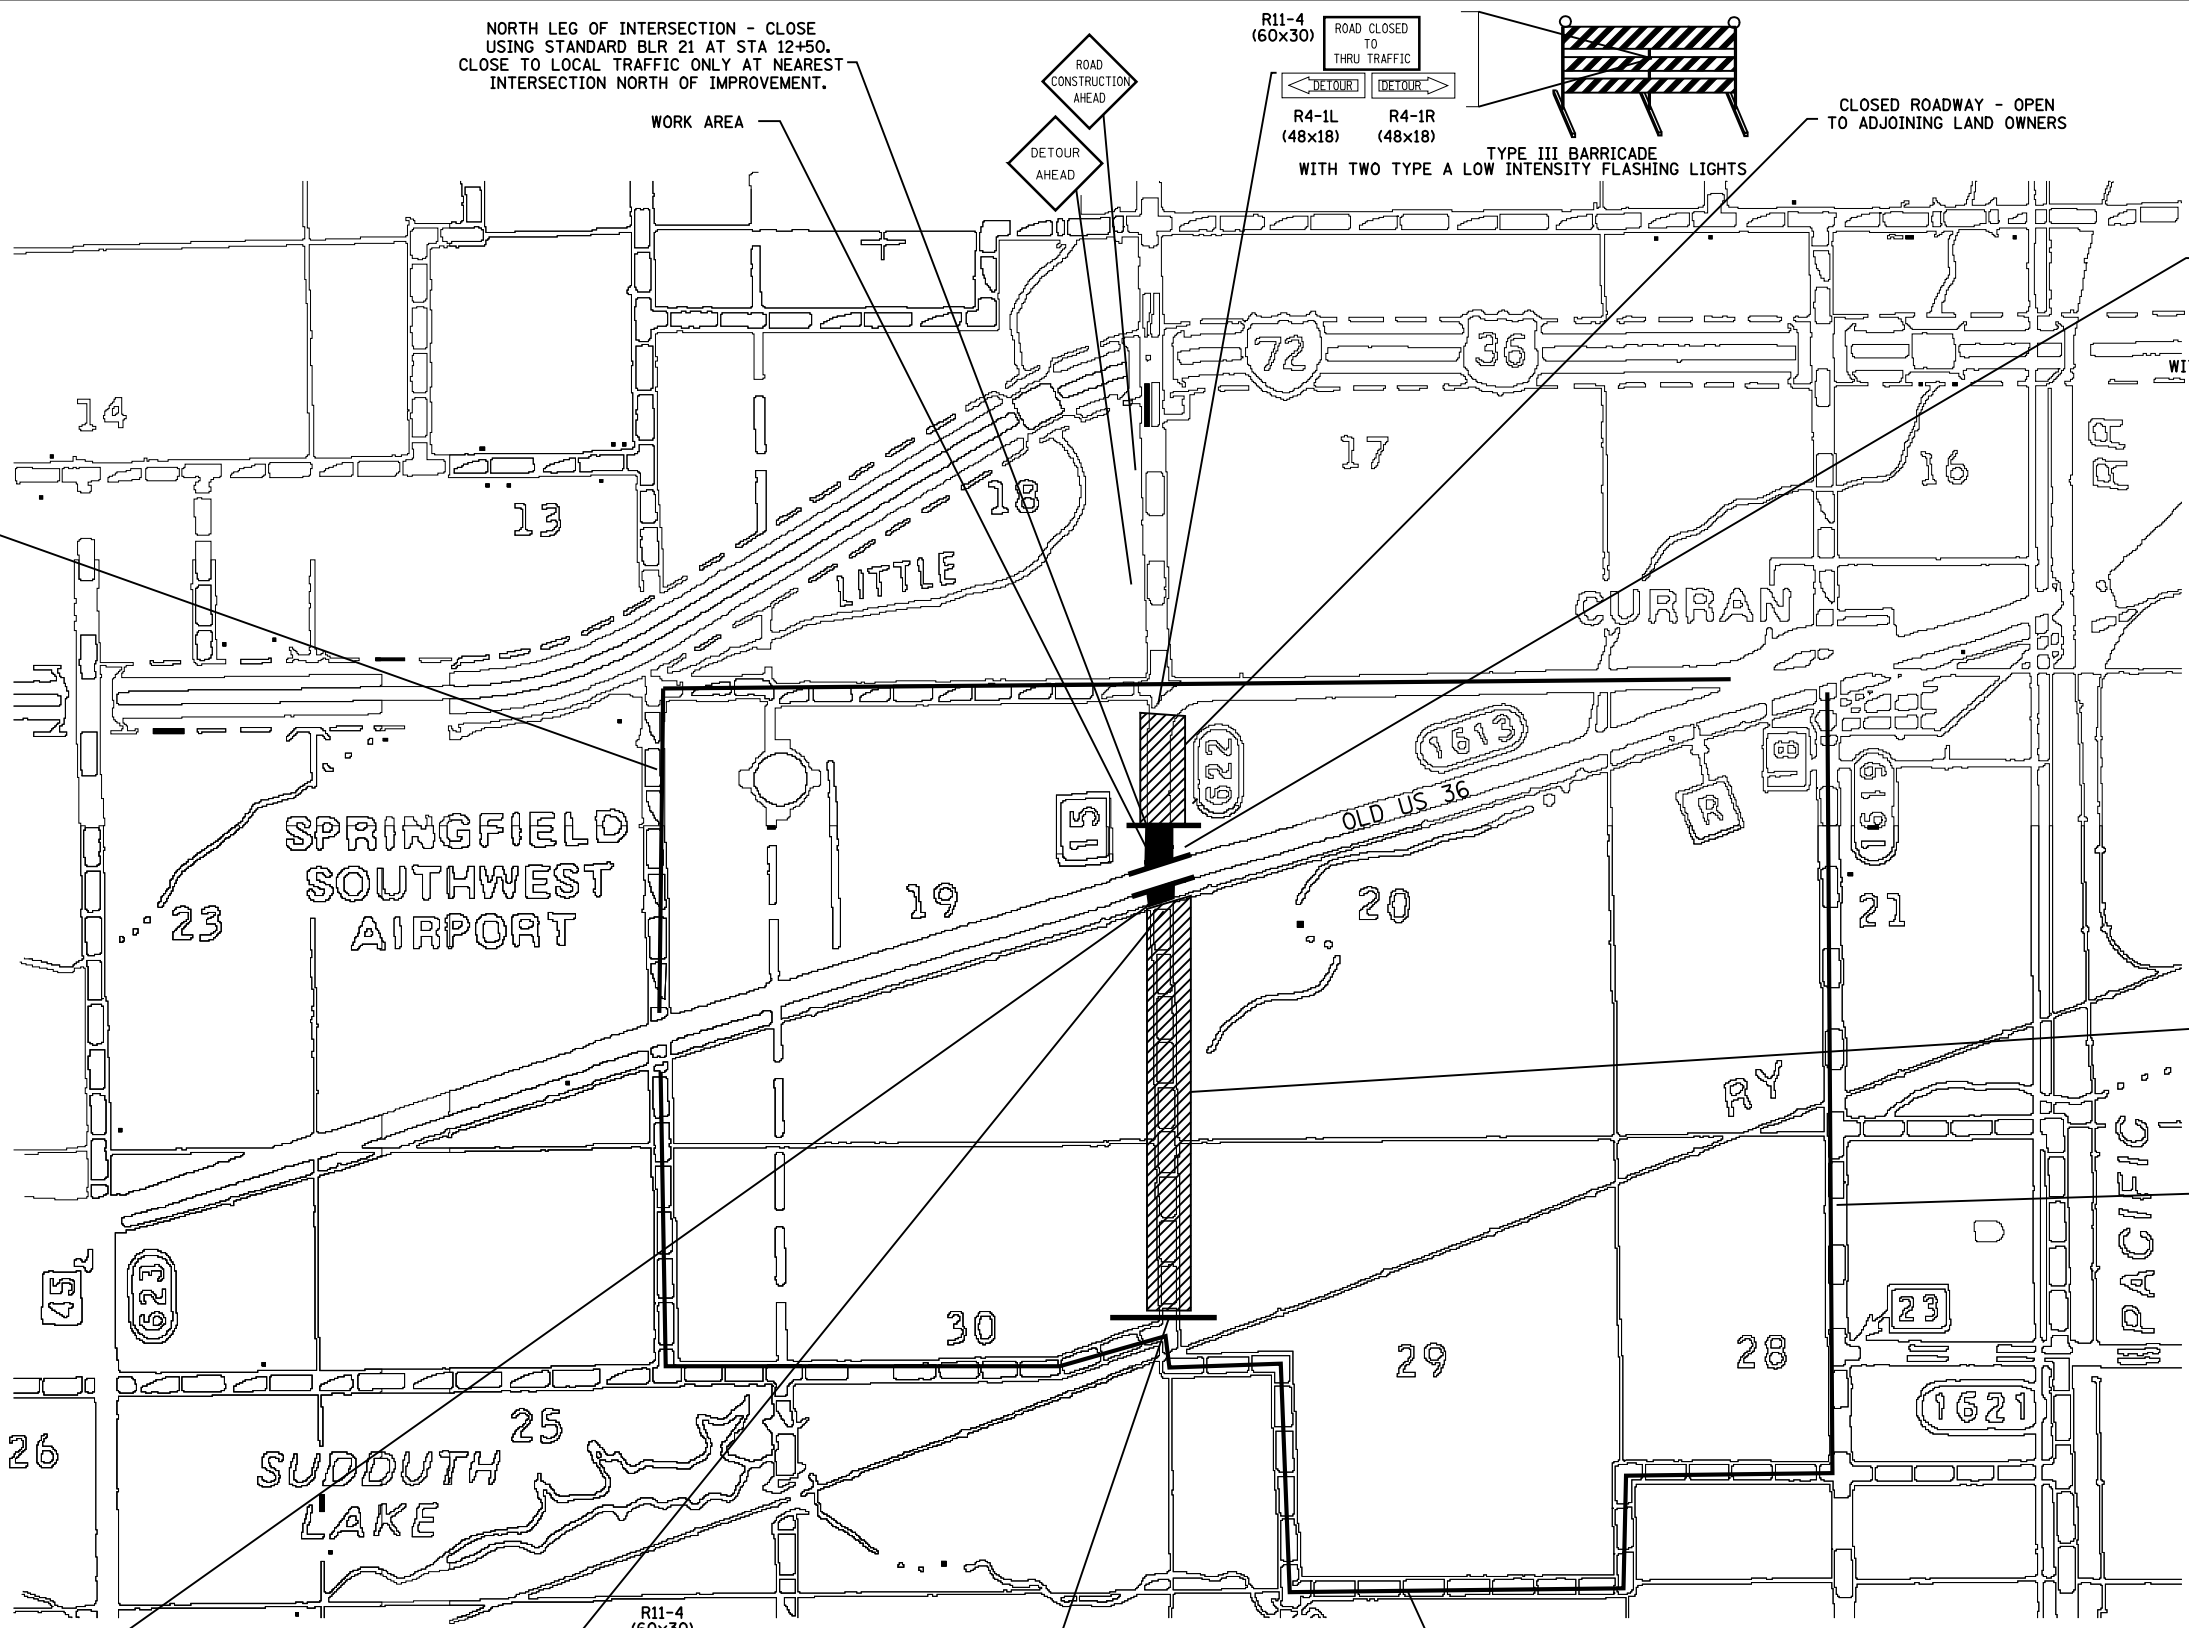 NORTH LEG OF INTERSECTION - CLOSE
USING STANDARD BLR 21 AT STA 12+50.
CLOSE TO LOCAL TRAFFIC ONLY AT NEAREST
INTERSECTION NORTH OF IMPROVEMENT.
WORK AREA
ROAD
CONSTRUCTION
AHEAD
DETOUR
AHEAD
R11-4
(60x30)
ROAD CLOSED
TO
THRU TRAFFIC
DETOUR
DETOUR
R4-1L
(48x18)
R4-1R
(48x18)
TYPE III BARRICADE
WITH TWO TYPE A LOW INTENSITY FLASHING LIGHTS
CLOSED ROADWAY - OPEN
TO ADJOINING LAND OWNERS
72
36
WI
14
13
18
17
16
RR
LITTLE
CURRAN
622
1613
18
1619
OLD US 36
R
15
SPRINGFIELD
SOUTHWEST
AIRPORT
23
19
20
21
RY
PACIFIC
45
623
30
29
28
23
1621
26
25
SUDDUTH
LAKE
R11-4
(60x30)